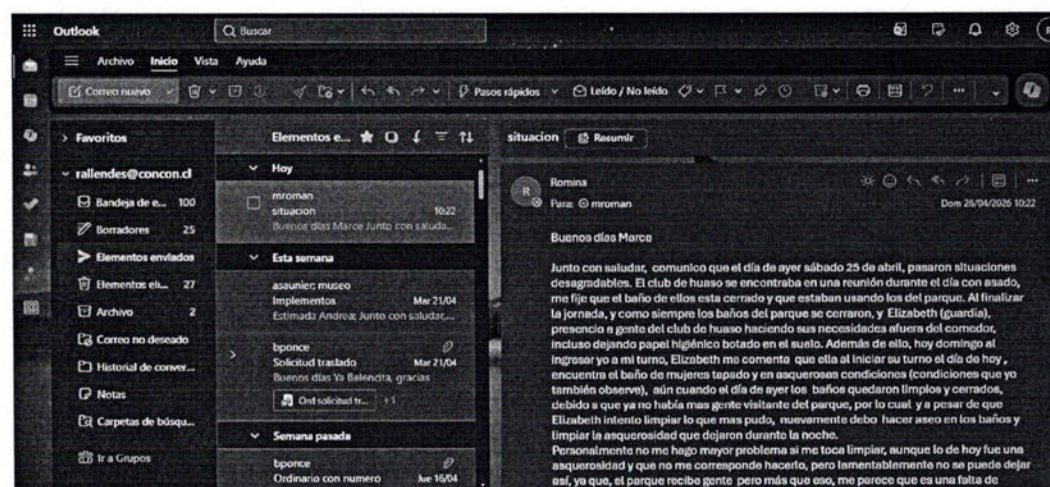 Outlook
Buscar
Archivo Inicio Vista Ayuda
Correo nuevo
Pasos rápidos
Leído / No leído
Favoritos
rallendes@concon.cl
Bandeja de e... 100
Borradores 25
Elementos enviados
Elementos eli... 27
Archivo 2
Correo no deseado
Historial de conver...
Notas
Carpetas de búsqu...
Ir a Grupos
Elementos e...
Hoy
mroman
situacion 10:22
Buenos días Marce Junto con saluda...
Esta semana
asaunier; museo
Implementos Mar 21/04
Estimada Andrea: Junto con saludar,...
bponce
Solicitud traslado Mar 21/04
Buenos días Ya Belencita, gracias
Ord solicitud tr... +1
Semana pasada
bponce
Ordinario con numero Jue 16/04
situacion Resumir
R
Romina
Para: mroman
Dom 26/04/2026 10:22
Buenos días Marce
Junto con saludar, comunico que el día de ayer sábado 25 de abril, pasaron situaciones
desagradables. El club de huaso se encontraba en una reunión durante el día con asado,
me fije que el baño de ellos esta cerrado y que estaban usando los del parque. Al finalizar
la jornada, y como siempre los baños del parque se cerraron, y Elizabeth (guardia),
presencio a gente del club de huaso haciendo sus necesidades afuera del comedor,
incluso dejando papel higiénico botado en el suelo. Además de ello, hoy domingo al
ingresar yo a mi turno, Elizabeth me comenta que ella al iniciar su turno el día de hoy ,
encuentra el baño de mujeres tapado y en asquerosas condiciones (condiciones que yo
también observe), aún cuando el día de ayer los baños quedaron limpios y cerrados,
debido a que ya no había mas gente visitante del parque, por lo cual y a pesar de que
Elizabeth intento limpiar lo que mas pudo, nuevamente debo hacer aseo en los baños y
limpiar la asquerosidad que dejaron durante la noche.
Personalmente no me hago mayor problema si me toca limpiar, aunque lo de hoy fue una
asquerosidad y que no me corresponde hacerlo, pero lamentablemente no se puede dejar
así, ya que, el parque recibe gente pero más que eso, me parece que es una falta de